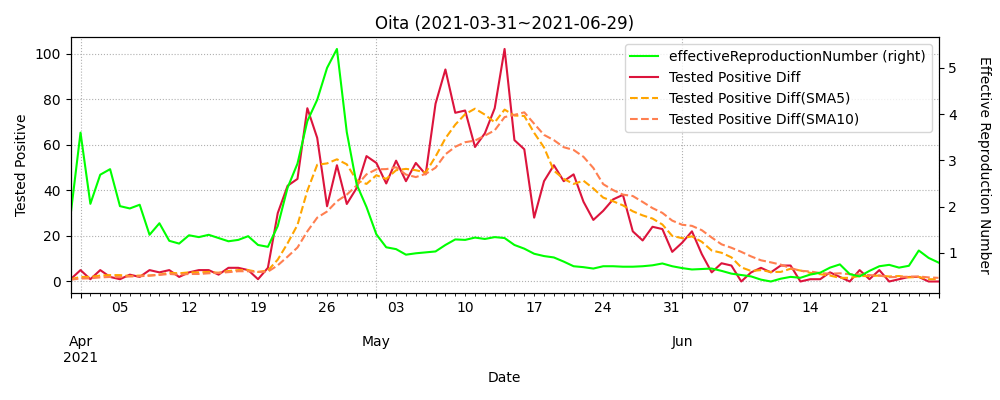 Oita (2021-03-31~2021-06-29)
effectiveReproductionNumber (right)
Tested Positive Diff
Tested Positive Diff(SMA5)
Tested Positive Diff(SMA10)
Tested Positive
100
80
60
40
20
0
5
4
3
2
1
Effective Reproduction Number
05 12 19 26 03 10 17 24 31 07 14 21
Apr May Jun
2021
Date